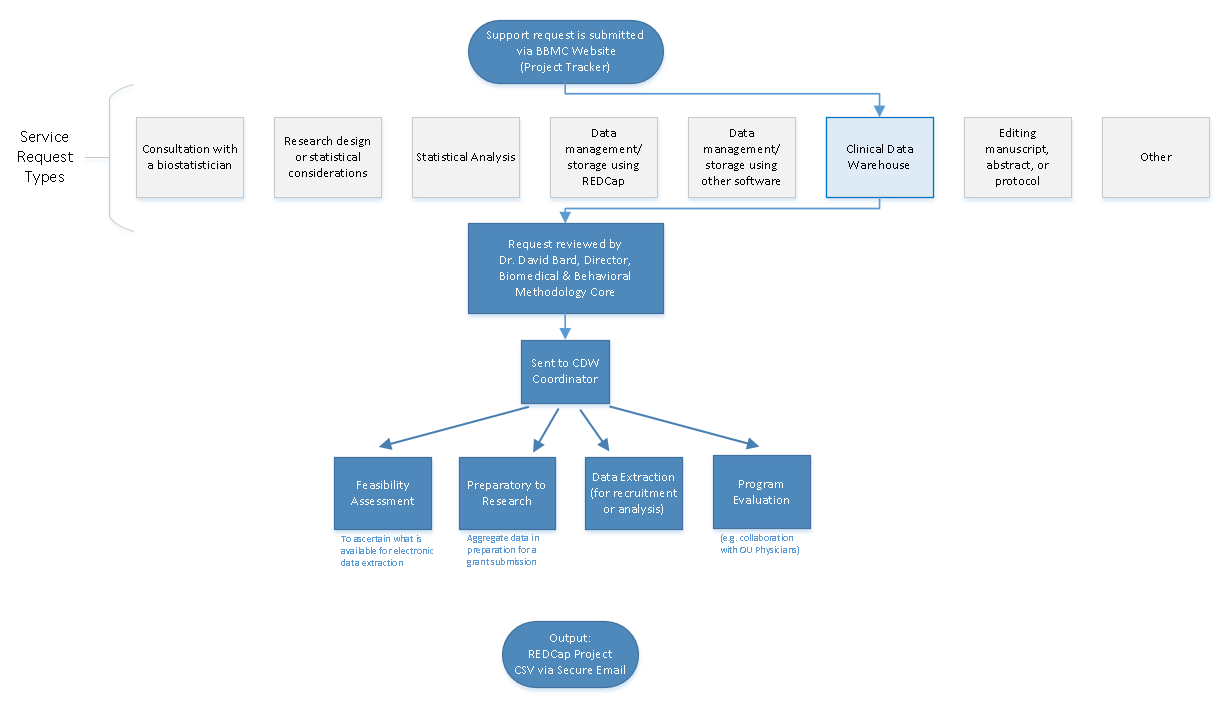 Support request is submitted
via BBMC Website
(Project Tracker)
Service
Request
Types
Consultation with
a biostatistician
Research design
or statistical
considerations
Statistical Analysis
Data
management/
storage using
REDCap
Data
management/
storage using
other software
Clinical Data
Warehouse
Editing
manuscript,
abstract, or
protocol
Other
Request reviewed by
Dr. David Bard, Director,
Biomedical & Behavioral
Methodology Core
Sent to CDW
Coordinator
Feasibility
Assessment
To ascertain what is
available for electronic
data extraction
Preparatory to
Research
Aggregate data in
preparation for a
grant submission
Data Extraction
(for recruitment
or analysis)
Program
Evaluation
(e.g. collaboration
with OU Physicians)
Output:
REDCap Project
CSV via Secure Email